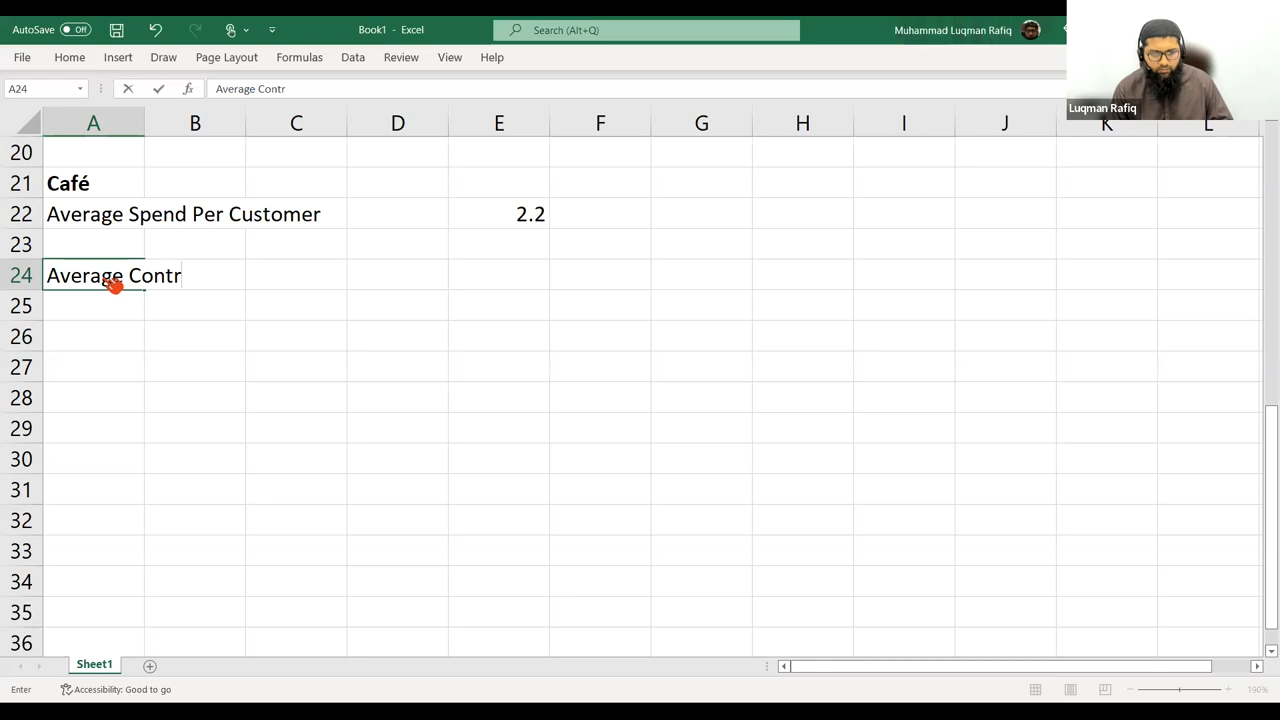 AutoSave Off Book1 - Excel Search (Alt+Q) Muhammad Luqman Rafiq
File Home Insert Draw Page Layout Formulas Data Review View Help
A24 fx Average Contr
Luqman Rafiq
A B C D E F G H I J K L
20
21 Café
22 Average Spend Per Customer 2.2
23
24 Average Contr
25
26
27
28
29
30
31
32
33
34
35
36
Sheet1
Enter Accessibility: Good to go 190%